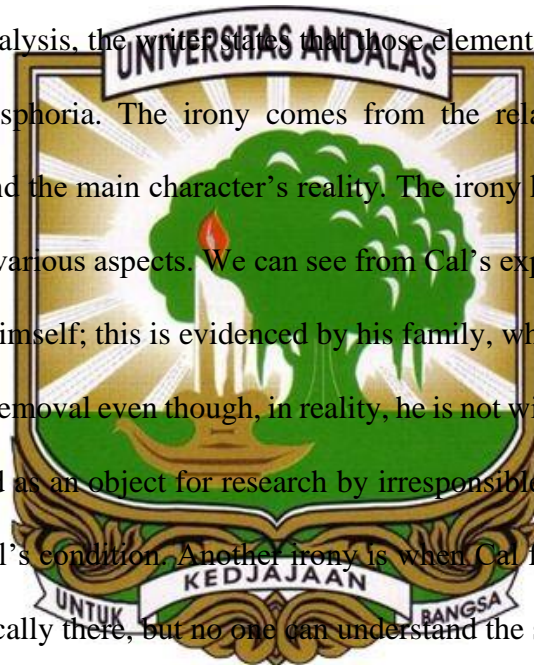 alysis, the writer states that those element
UNIVERSITAS ANDALAS
sphoria. The irony comes from the rela
nd the main character's reality. The irony h
various aspects. We can see from Cal's exp
imself; this is evidenced by his family, wh
emoval even though, in reality, he is not wi
d as an object for research by irresponsible
l's condition. Another irony is when Cal f
KEDJAJAAN
UNTUK BANGSA
cally there, but no one can understand the s